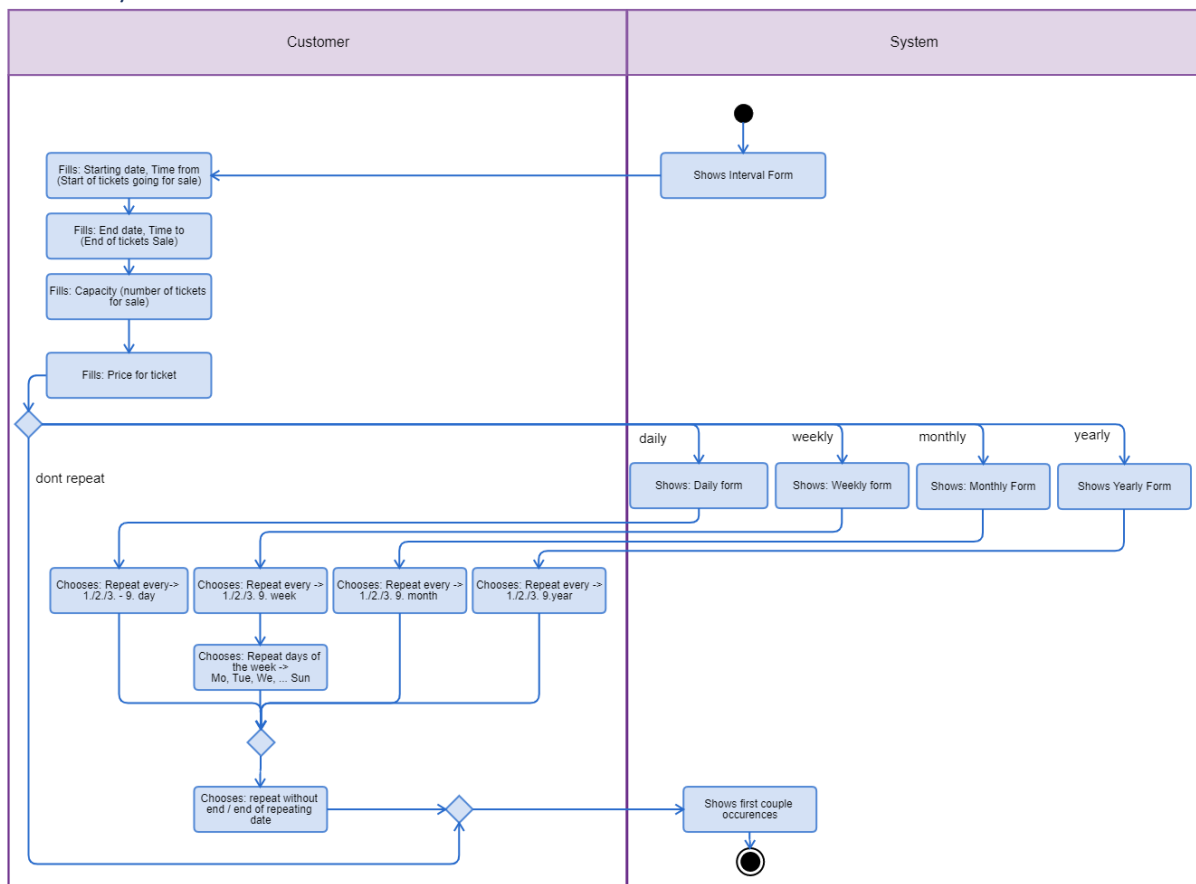 Customer
System
Shows Interval Form
Fills: Starting date, Time from
(Start of tickets going for sale)
Fills: End date, Time to
(End of tickets Sale)
Fills: Capacity (number of tickets
for sale)
Fills: Price for ticket
daily
weekly
monthly
yearly
dont repeat
Shows: Daily form
Shows: Weekly form
Shows: Monthly Form
Shows Yearly Form
Chooses: Repeat every->
1./2./3. - 9. day
Chooses: Repeat every ->
1./2./3. 9. week
Chooses: Repeat every ->
1./2./3. 9. month
Chooses: Repeat every ->
1./2./3. 9.year
Chooses: Repeat days of
the week ->
Mo, Tue, We, ... Sun
Chooses: repeat without
end / end of repeating
date
Shows first couple
occurences